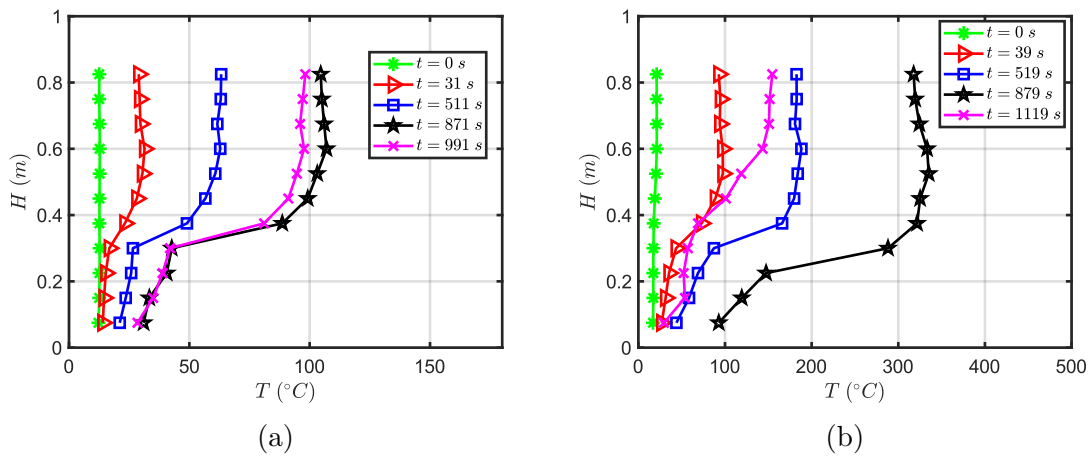 1
0.8
0.6
0.4
0.2
0
H (m)
0 50 100 150
T (°C)
t = 0 s
t = 31 s
t = 511 s
t = 871 s
t = 991 s
(a)
1
0.8
0.6
0.4
0.2
0
H (m)
0 100 200 300 400 500
T (°C)
t = 0 s
t = 39 s
t = 519 s
t = 879 s
t = 1119 s
(b)